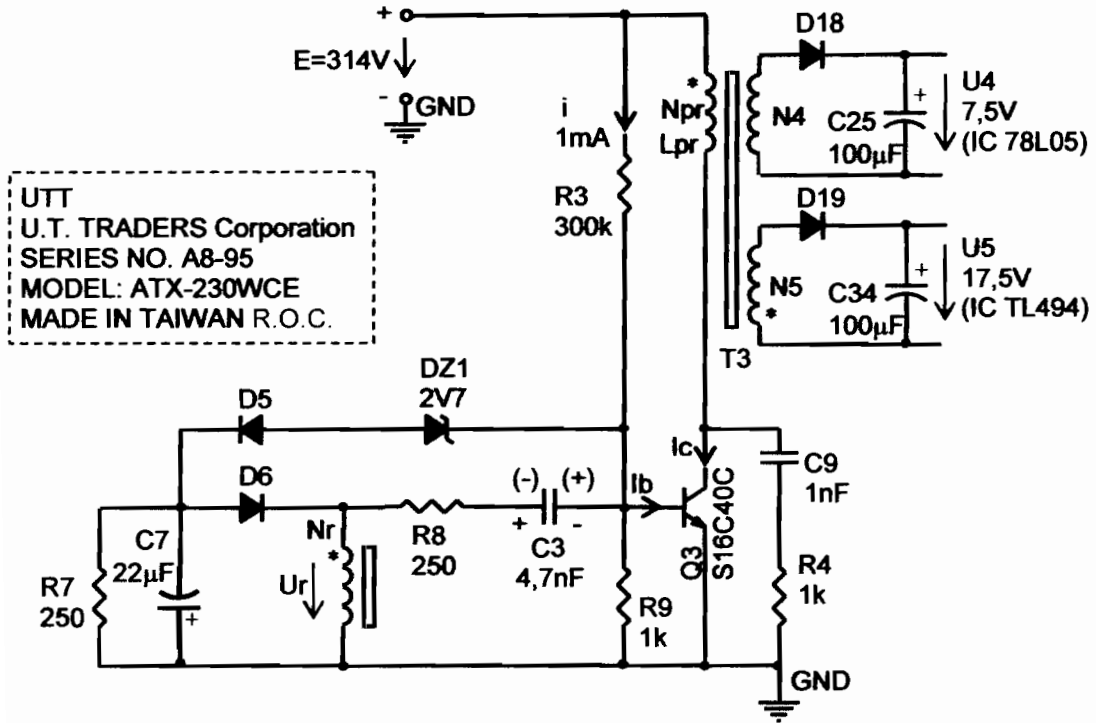 +
E=314V
-
GND
i
1mA
R3
300k
*
Npr
Lpr
D18
N4
C25
100µF
+
U4
7,5V
(IC 78L05)
D19
N5
*
C34
100µF
+
U5
17,5V
(IC TL494)
T3
UTT
U.T. TRADERS Corporation
SERIES NO. A8-95
MODEL: ATX-230WCE
MADE IN TAIWAN R.O.C.
D5
DZ1
2V7
D6
R7
250
C7
22µF
+
Nr
*
Ur
R8
250
(-) (+)
+ -
C3
4,7nF
Ib
Ic
Q3
S16C40C
R9
1k
C9
1nF
R4
1k
GND